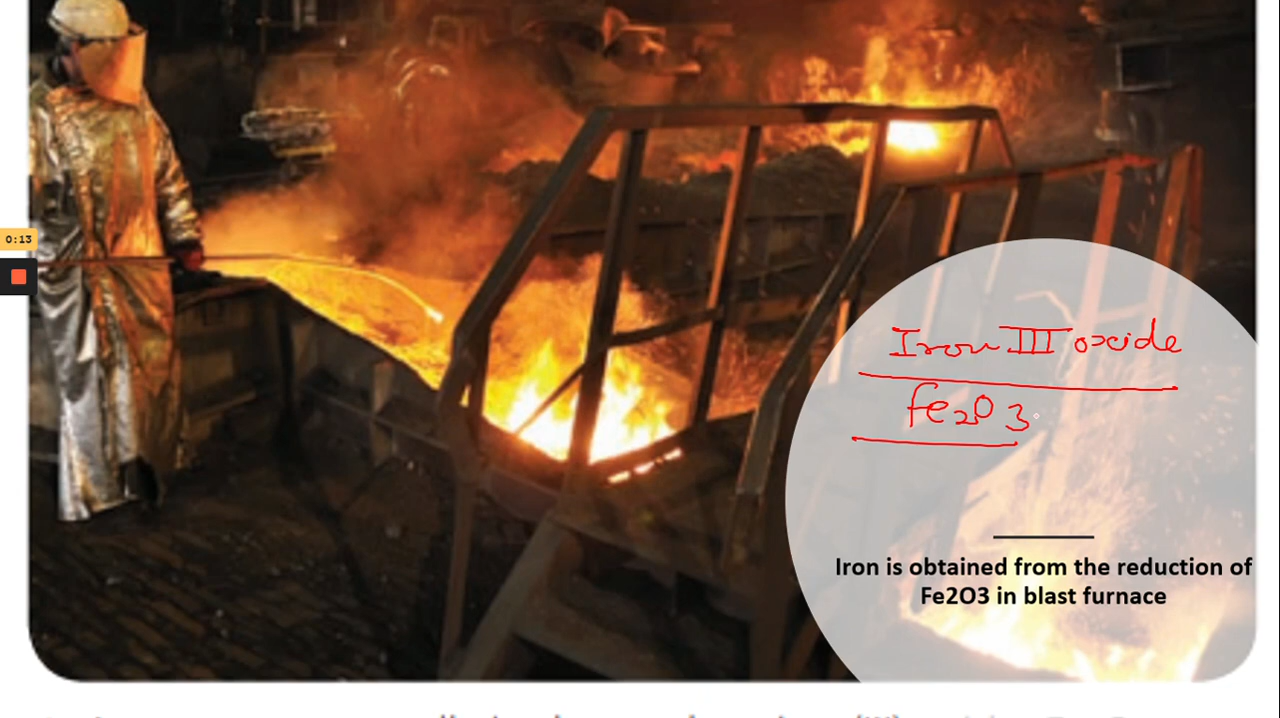 0:13
Iron III oxide
Fe2O3
Iron is obtained from the reduction of
Fe2O3 in blast furnace